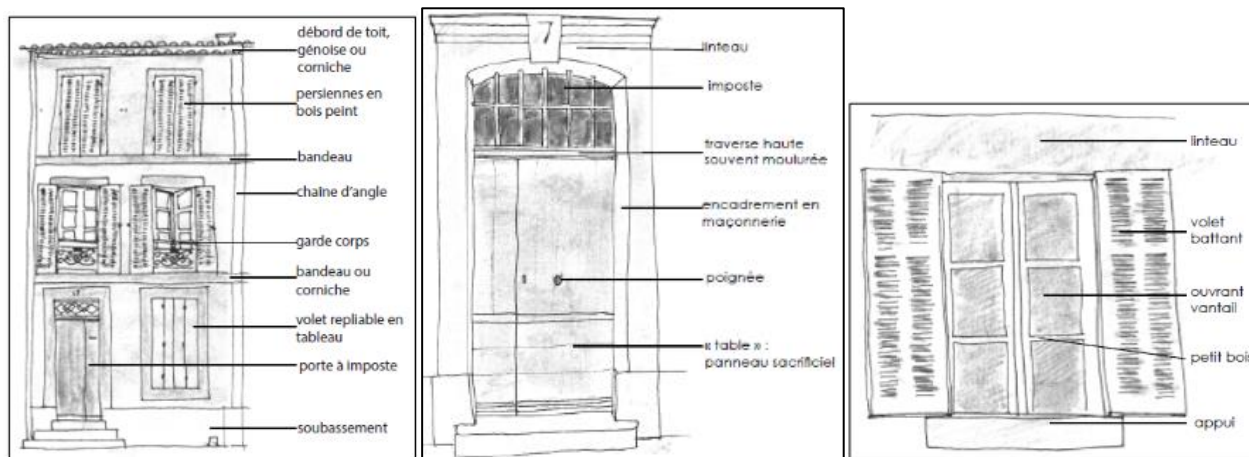 débord de toit,
génoise ou
corniche
persiennes en
bois peint
bandeau
chaîne d'angle
garde corps
bandeau ou
corniche
volet repliable en
tableau
porte à imposte
soubassement
7
linteau
imposte
traverse haute
souvent moulurée
encadrement en
maçonnerie
poignée
« table » :
panneau sacrificiel
linteau
volet
battant
ouvrant
vantail
petit bois
appui